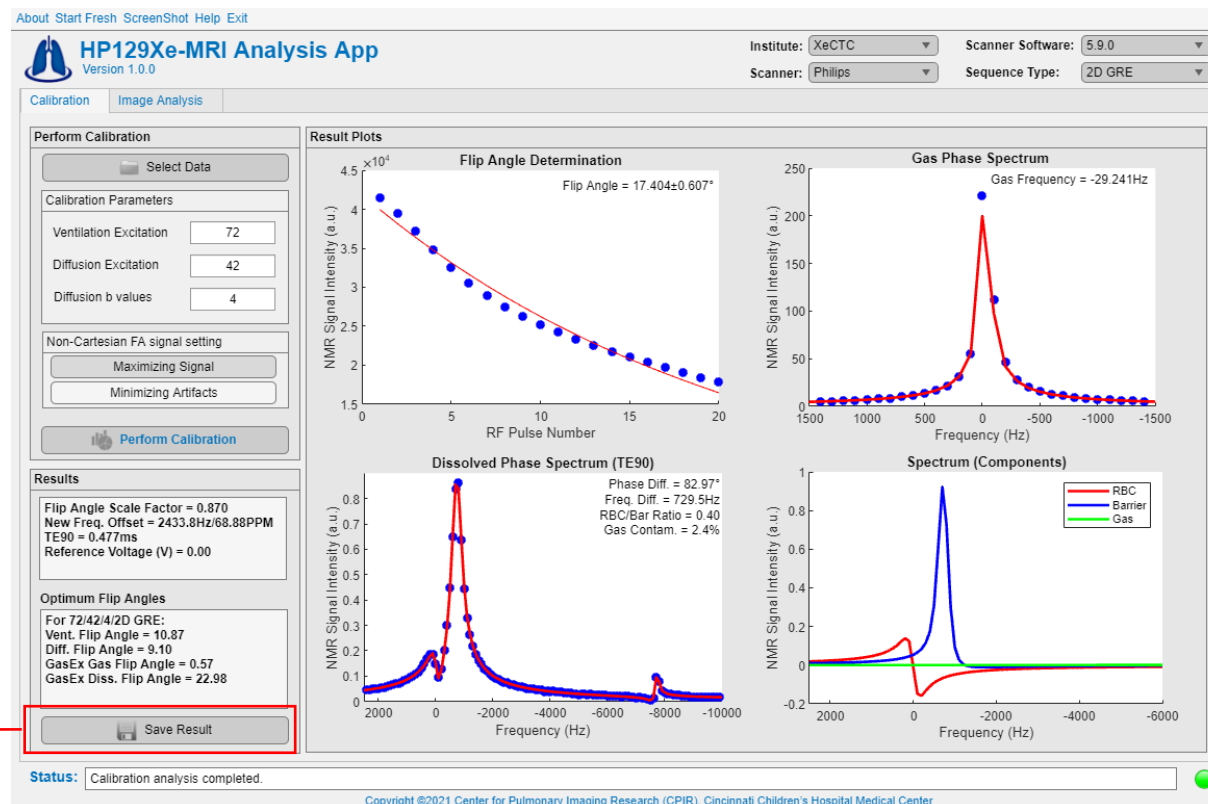 About Start Fresh ScreenShot Help Exit
HP129Xe-MRI Analysis App
Version 1.0.0
Institute: XeCTC
Scanner Software: 5.9.0
Scanner: Philips
Sequence Type: 2D GRE
Calibration
Image Analysis
Perform Calibration
Select Data
Calibration Parameters
Ventilation Excitation 72
Diffusion Excitation 42
Diffusion b values 4
Non-Cartesian FA signal setting
Maximizing Signal
Minimizing Artifacts
Perform Calibration
Results
Flip Angle Scale Factor = 0.870
New Freq. Offset = 2433.8Hz/68.88PPM
TE90 = 0.477ms
Reference Voltage (V) = 0.00
Optimum Flip Angles
For 72/42/4/2D GRE:
Vent. Flip Angle = 10.87
Diff. Flip Angle = 9.10
GasEx Gas Flip Angle = 0.57
GasEx Diss. Flip Angle = 22.98
Save Result
Result Plots
Flip Angle Determination
×10⁴
Flip Angle = 17.404±0.607°
NMR Signal Intensity (a.u.)
4.5
4
3.5
3
2.5
2
1.5
0 5 10 15 20
RF Pulse Number
Gas Phase Spectrum
Gas Frequency = -29.241Hz
NMR Signal Intensity (a.u.)
250
200
150
100
50
0
1500 1000 500 0 -500 -1000 -1500
Frequency (Hz)
Dissolved Phase Spectrum (TE90)
Phase Diff. = 82.97°
Freq. Diff. = 729.5Hz
RBC/Bar Ratio = 0.40
Gas Contam. = 2.4%
NMR Signal Intensity (a.u.)
0.8
0.7
0.6
0.5
0.4
0.3
0.2
0.1
0
2000 0 -2000 -4000 -6000 -8000 -10000
Frequency (Hz)
Spectrum (Components)
RBC
Barrier
Gas
NMR Signal Intensity (a.u.)
1
0.8
0.6
0.4
0.2
0
-0.2
2000 0 -2000 -4000 -6000
Frequency (Hz)
Status: Calibration analysis completed.
Copyright ©2021 Center for Pulmonary Imaging Research (CPIR), Cincinnati Children's Hospital Medical Center